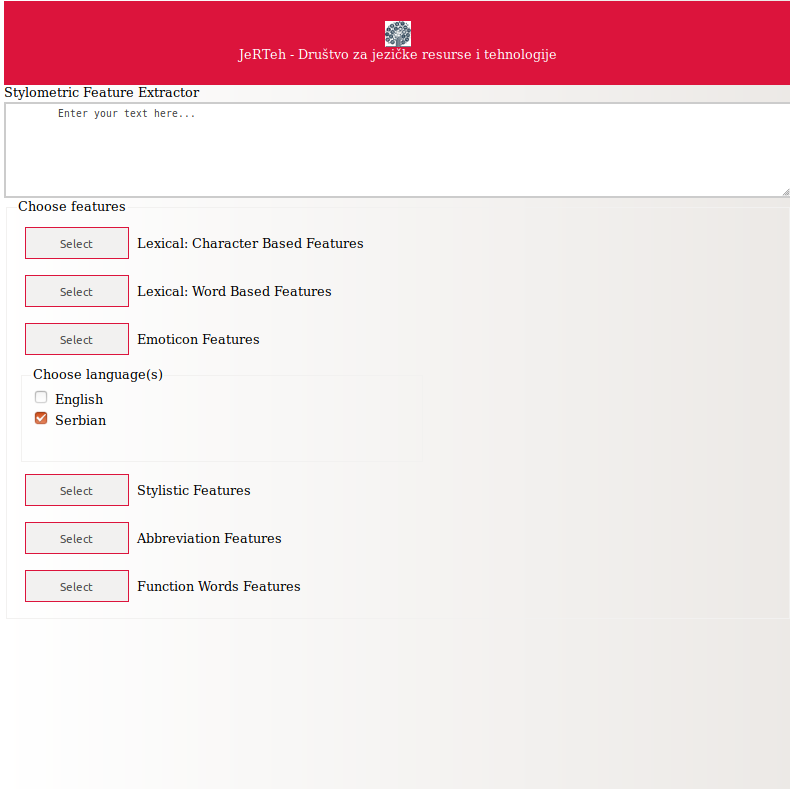 JeRTeh - Društvo za jezičke resurse i tehnologije
Stylometric Feature Extractor
Enter your text here...
Choose features
Select Lexical: Character Based Features
Select Lexical: Word Based Features
Select Emoticon Features
Choose language(s)
English
Serbian
Select Stylistic Features
Select Abbreviation Features
Select Function Words Features